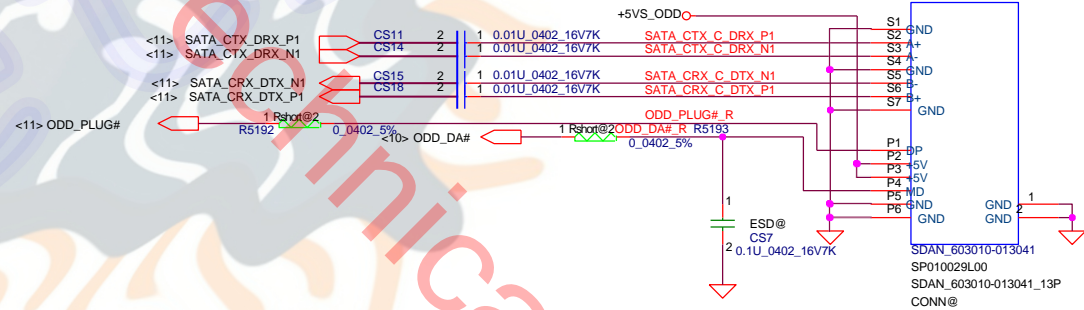 +5VS_ODD
<11> SATA_CTX_DRX_P1 CS11 2 1 0.01U_0402_16V7K SATA_CTX_C_DRX_P1
<11> SATA_CTX_DRX_N1 CS14 2 1 0.01U_0402_16V7K SATA_CTX_C_DRX_N1
<11> SATA_CRX_DTX_N1 CS15 2 1 0.01U_0402_16V7K SATA_CRX_C_DTX_N1
<11> SATA_CRX_DTX_P1 CS18 2 1 0.01U_0402_16V7K SATA_CRX_C_DTX_P1
S1 GND
S2 A+
S3 A-
S4 GND
S5 B-
S6 B+
S7 GND
<11> ODD_PLUG# 1 Rshort@2 ODD_PLUG#_R
R5192 0_0402_5%
<10> ODD_DA# 1 Rshort@2 ODD_DA#_R R5193
0_0402_5%
P1 DP
P2 +5V
P3 +5V
P4 MD
P5 GND
P6 GND
GND 1
GND 2
1
ESD@
CS7
2 0.1U_0402_16V7K
SDAN_603010-013041
SP010029L00
SDAN_603010-013041_13P
CONN@
echnica